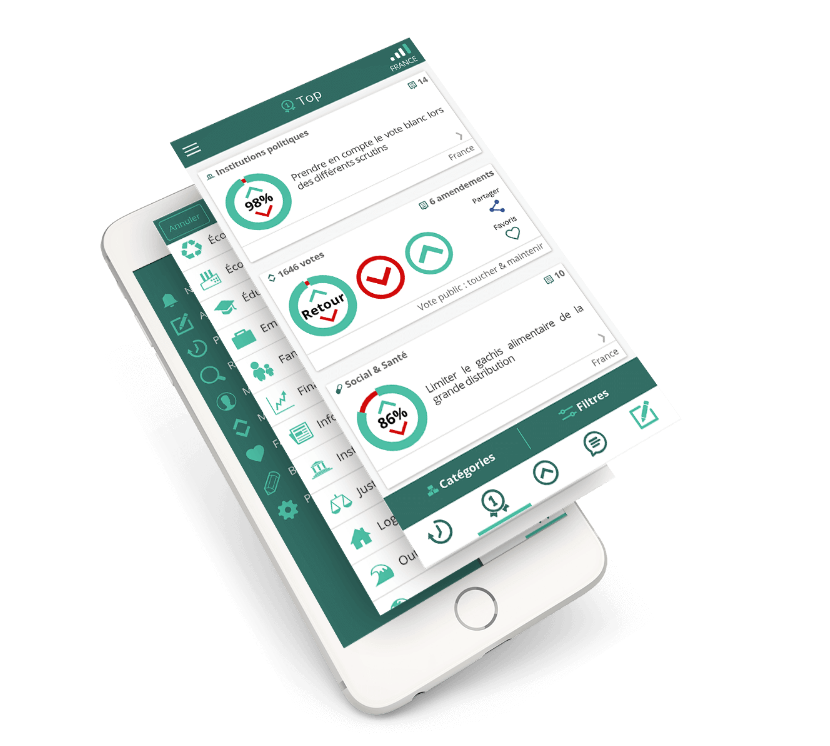 FRANCE
Top
Institutions politiques
14
98%
Prendre en compte le vote blanc lors
des différents scrutins
France
1646 votes
6 amendements
Retour
Partager
Favoris
Vote public : toucher & maintenir
Social & Santé
10
86%
Limiter le gachis alimentaire de la
grande distribution
France
Catégories
Filtres
1
Annuler
Éco
Éco
Édu
Em
Fam
Fin
Info
Inst
Just
Log
Out